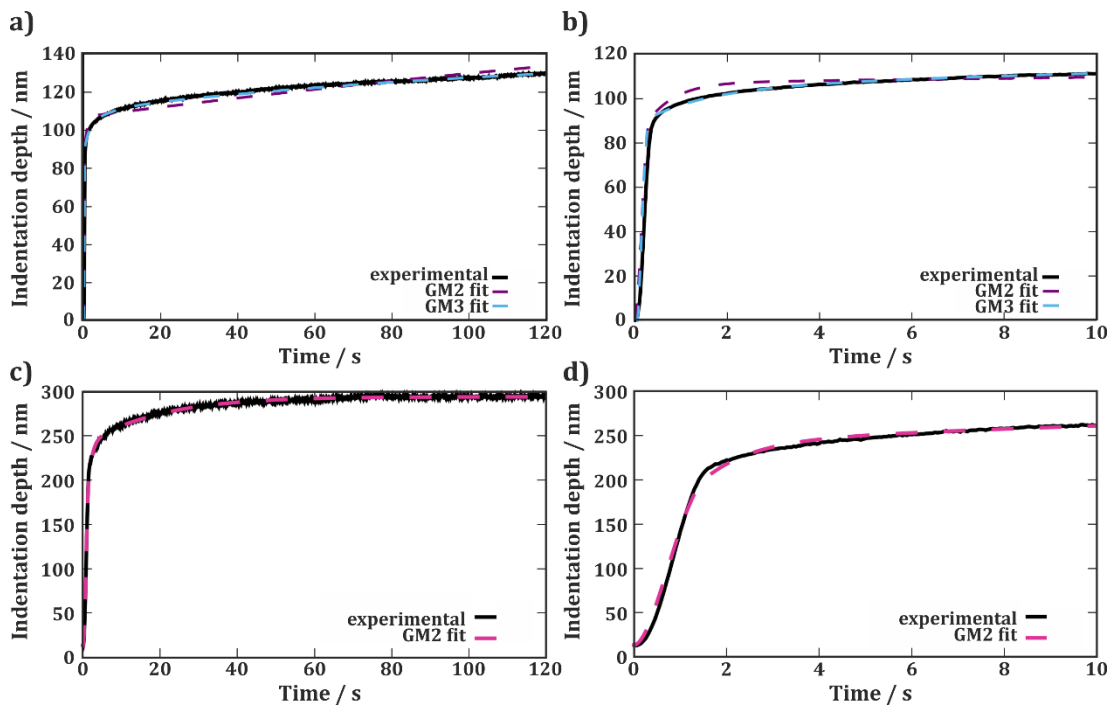 a)
Indentation depth / nm
140
120
100
80
60
40
20
0
experimental
GM2 fit
GM3 fit
0 20 40 60 80 100 120
Time / s
b)
Indentation depth / nm
120
100
80
60
40
20
0
experimental
GM2 fit
GM3 fit
0 2 4 6 8 10
Time / s
c)
Indentation depth / nm
300
250
200
150
100
50
0
experimental
GM2 fit
0 20 40 60 80 100 120
Time / s
d)
Indentation depth / nm
300
250
200
150
100
50
0
experimental
GM2 fit
0 2 4 6 8 10
Time / s